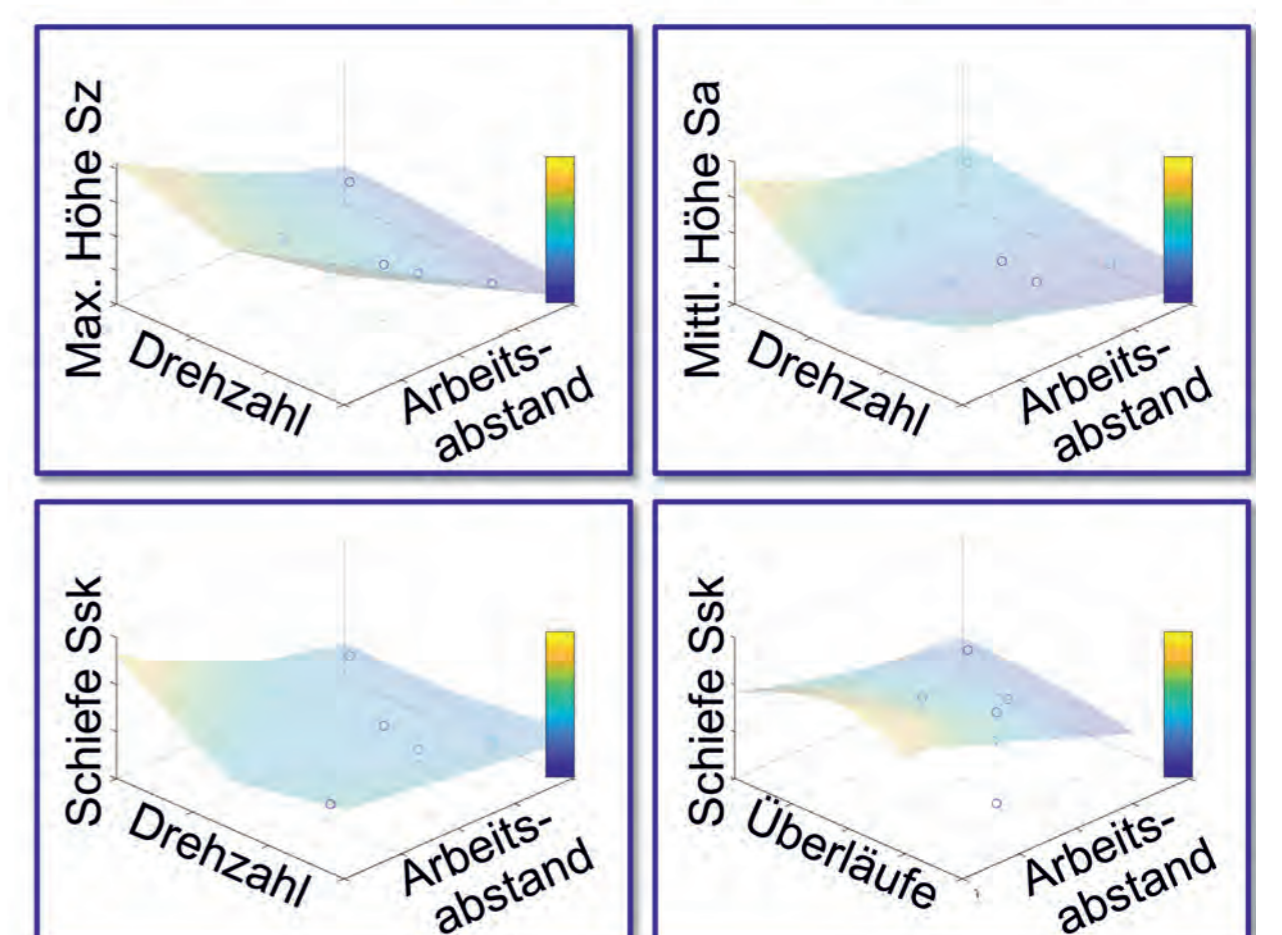 Max. Höhe Sz
Drehzahl
Arbeits-
abstand
Mittl. Höhe Sa
Drehzahl
Arbeits-
abstand
Schiefe Ssk
Drehzahl
Arbeits-
abstand
Schiefe Ssk
Überläufe
Arbeits-
abstand